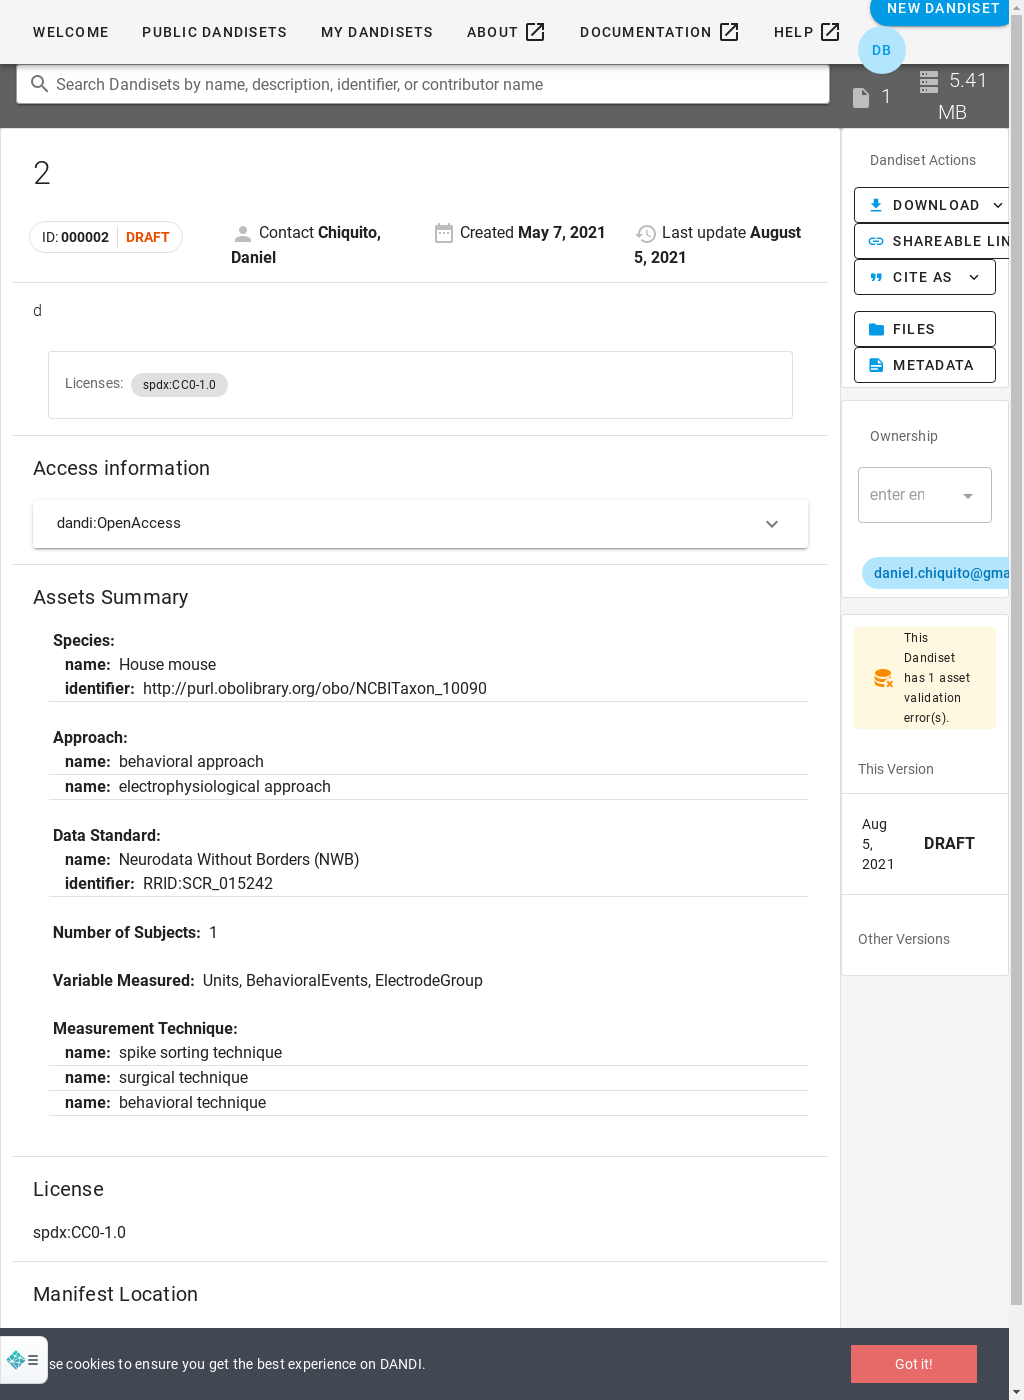 WELCOME
PUBLIC DANDISETS
MY DANDISETS
ABOUT
DOCUMENTATION
HELP
NEW DANDISET
DB
Search Dandisets by name, description, identifier, or contributor name
1
5.41
MB
2
ID: 000002 DRAFT
Contact Chiquito,
Daniel
Created May 7, 2021
Last update August
5, 2021
d
Licenses: spdx:CC0-1.0
Access information
dandi:OpenAccess
Assets Summary
Species:
name: House mouse
identifier: http://purl.obolibrary.org/obo/NCBITaxon_10090
Approach:
name: behavioral approach
name: electrophysiological approach
Data Standard:
name: Neurodata Without Borders (NWB)
identifier: RRID:SCR_015242
Number of Subjects: 1
Variable Measured: Units, BehavioralEvents, ElectrodeGroup
Measurement Technique:
name: spike sorting technique
name: surgical technique
name: behavioral technique
License
spdx:CC0-1.0
Manifest Location
Dandiset Actions
DOWNLOAD
SHAREABLE LIN
CITE AS
FILES
METADATA
Ownership
enter en
daniel.chiquito@gma
This
Dandiset
has 1 asset
validation
error(s).
This Version
Aug
5,
2021
DRAFT
Other Versions
se cookies to ensure you get the best experience on DANDI.
Got it!